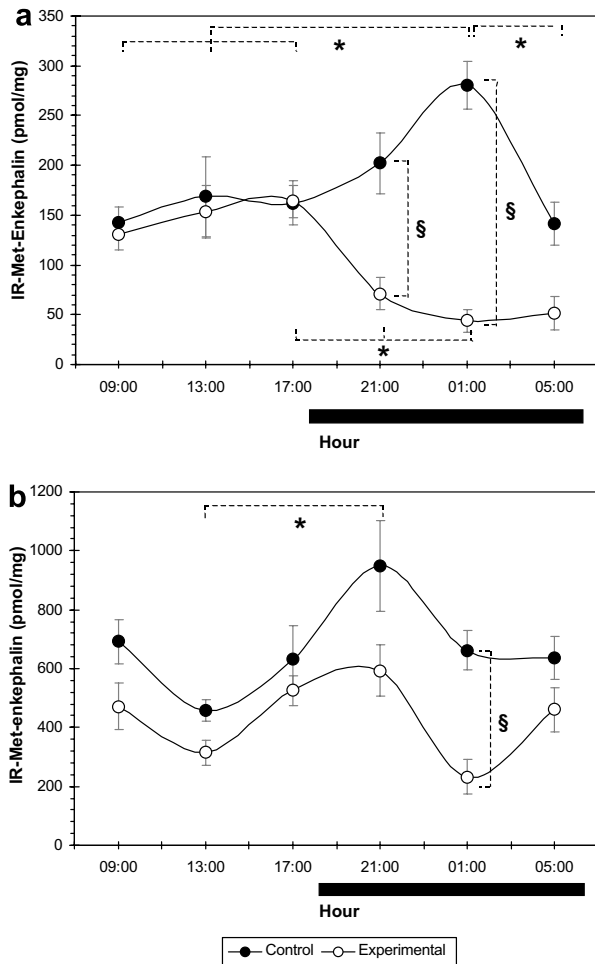 a
IR-Met-Enkephalin (pmol/mg)
350
300
250
200
150
100
50
0
*
*
§
§
*
09:00 13:00 17:00 21:00 01:00 05:00
Hour
b
IR-Met-enkephalin (pmol/mg)
1200
1000
800
600
400
200
0
*
§
09:00 13:00 17:00 21:00 01:00 05:00
Hour
Control Experimental